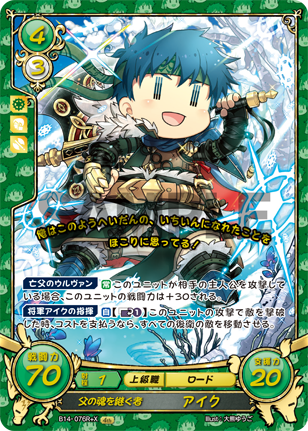 4
3
俺はこのようへいだんの、いちいんになれたことを
ほこりに思ってる!
亡父のウルヴァン 常 このユニットが相手の主人公を攻撃して
いる場合、このユニットの戦闘力は+30される。
将軍アイクの指揮 自 [1] このユニットの攻撃で敵を撃
破した時、コストを支払うなら、すべての後衛の敵を移動させる。
戦闘力 70
射程 1 上級職 ロード
支援力 20
父の魂を継ぐ者 アイク
B14-076R+X Illust. 大熊ゆうご